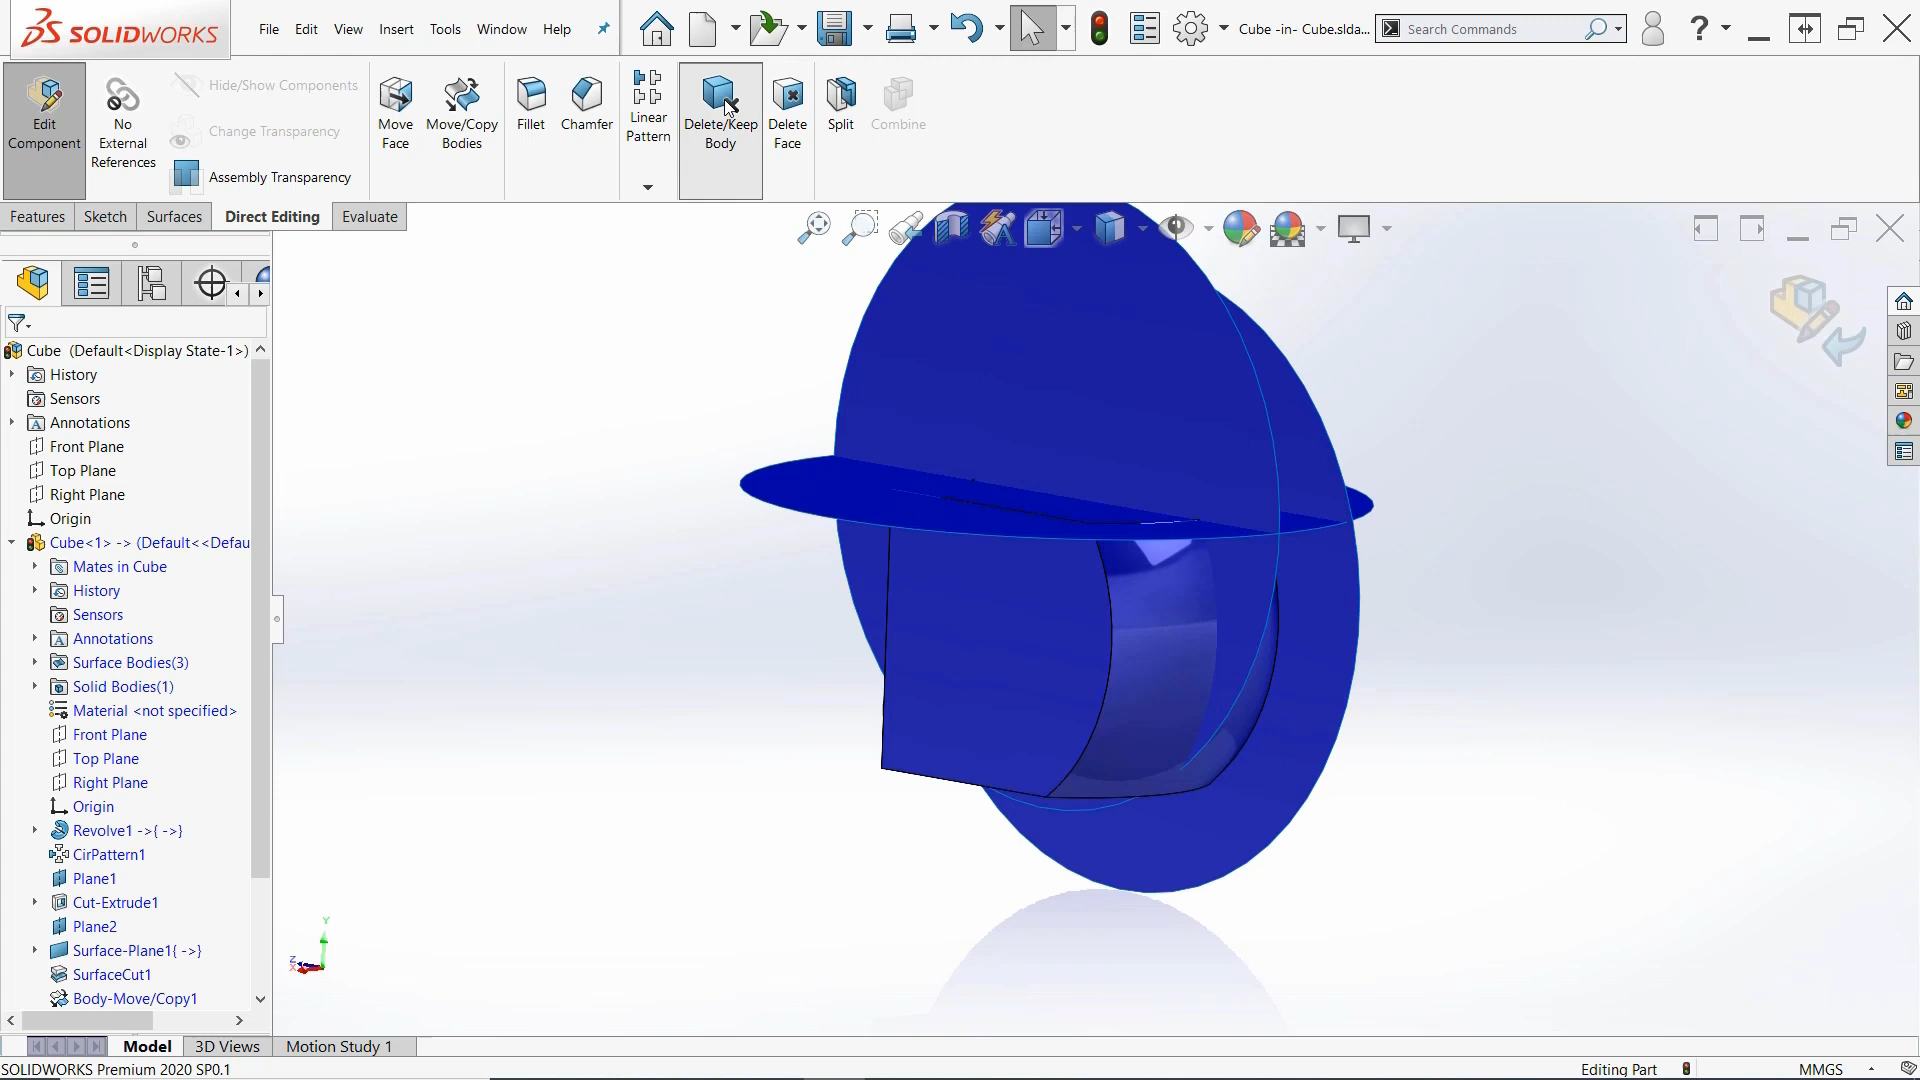 SOLIDWORKS
File Edit View Insert Tools Window Help
Cube -in- Cube.slda...
Search Commands
?
Edit Component
No External References
Hide/Show Components
Change Transparency
Assembly Transparency
Move Face
Move/Copy Bodies
Fillet
Chamfer
Linear Pattern
Delete/Keep Body
Delete Face
Split
Combine
Features Sketch Surfaces Direct Editing Evaluate
Cube (Default<Display State-1>)
History
Sensors
Annotations
Front Plane
Top Plane
Right Plane
Origin
Cube<1> -> (Default<<Defau
Mates in Cube
History
Sensors
Annotations
Surface Bodies(3)
Solid Bodies(1)
Material <not specified>
Front Plane
Top Plane
Right Plane
Origin
Revolve1 ->{ ->}
CirPattern1
Plane1
Cut-Extrude1
Plane2
Surface-Plane1{ ->}
SurfaceCut1
Body-Move/Copy1
Y
Z
X
Model 3D Views Motion Study 1
SOLIDWORKS Premium 2020 SP0.1
Editing Part
MMGS